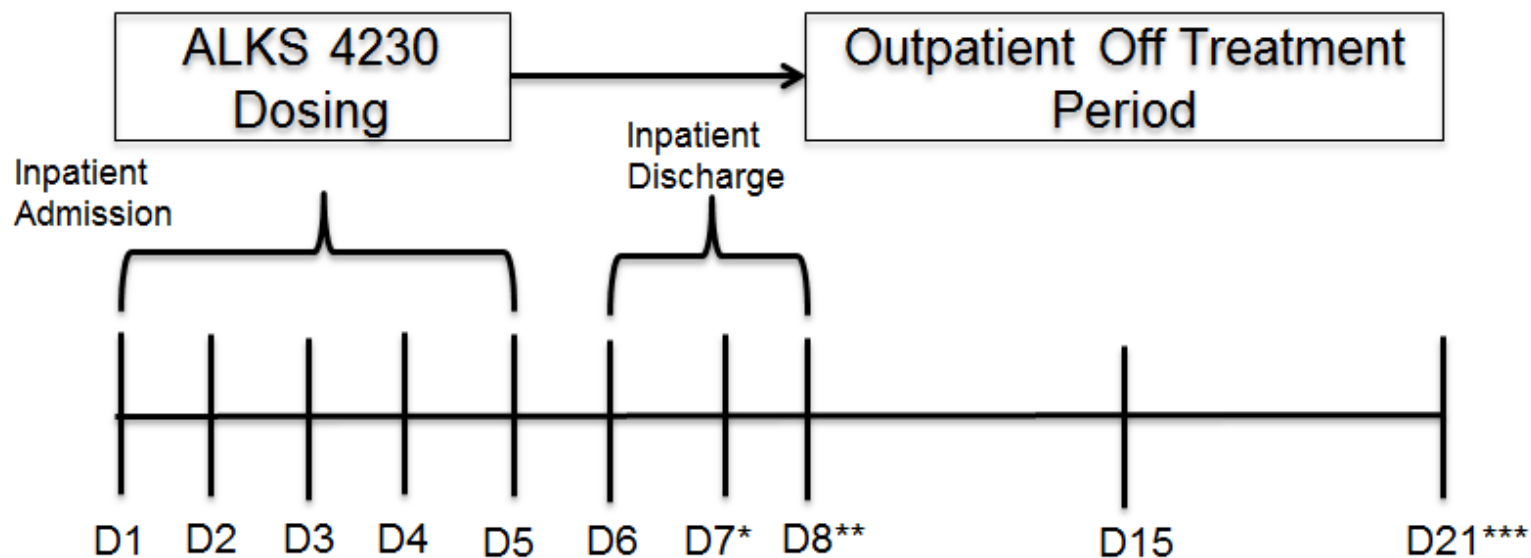 ALKS 4230
Dosing
Outpatient Off Treatment
Period
Inpatient
Admission
Inpatient
Discharge
D1 D2 D3 D4 D5 D6 D7* D8** D15 D21***